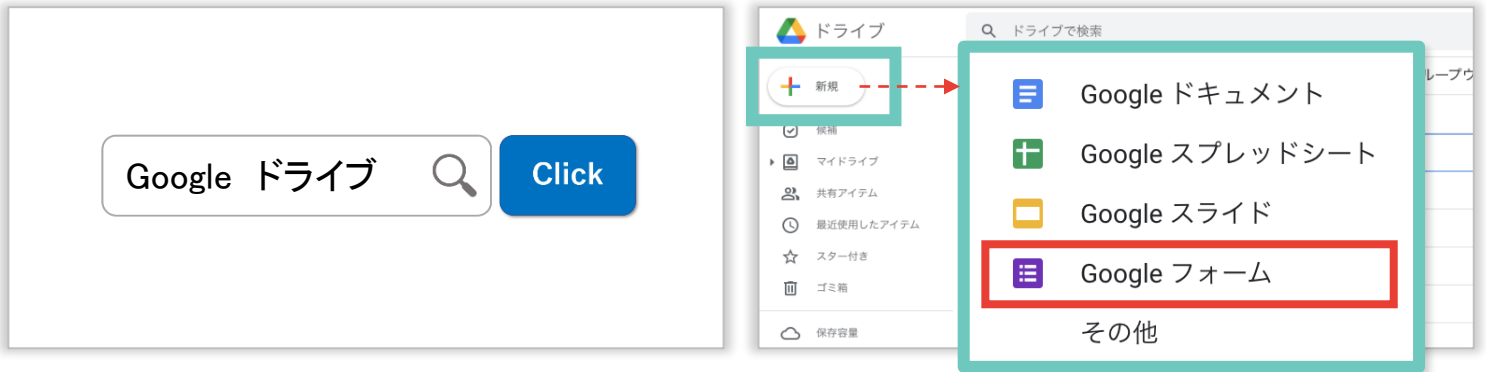 Google ドライブ
Click
ドライブ
ドライブで検索
新規
候補
マイドライブ
共有アイテム
最近使用したアイテム
スター付き
ゴミ箱
保存容量
Google ドキュメント
Google スプレッドシート
Google スライド
Google フォーム
その他